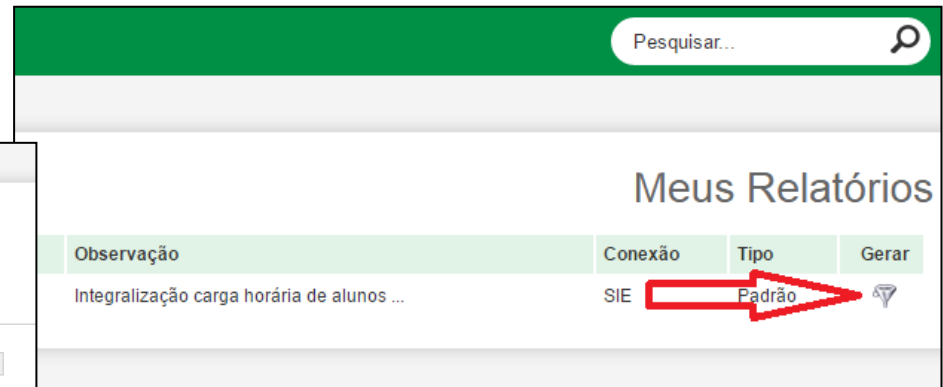 Pesquisar...
Meus Relatórios
Observação Conexão Tipo Gerar
Integralização carga horária de alunos ... SIE Padrão